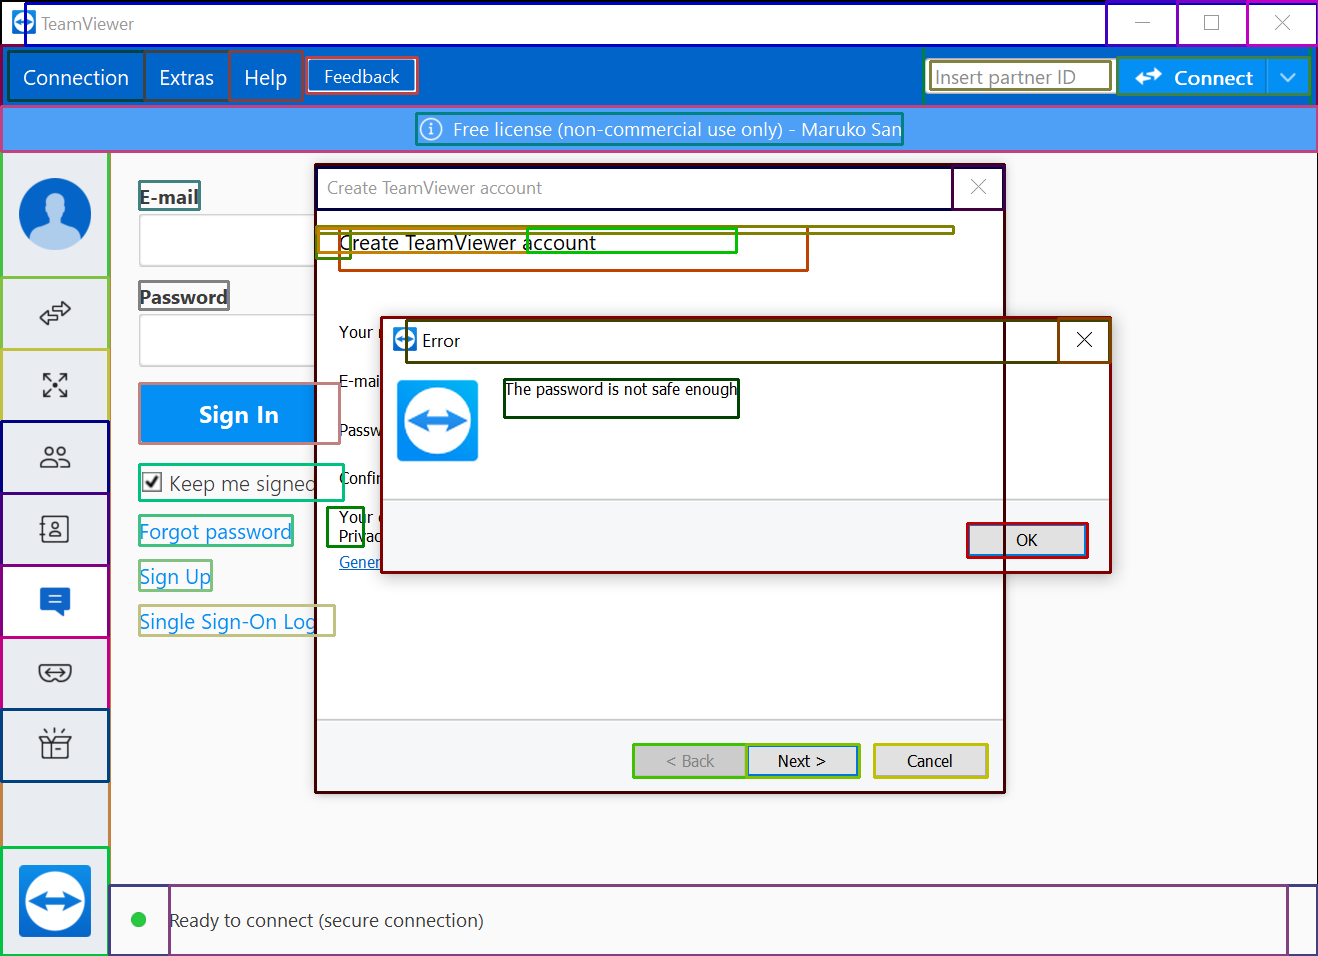 TeamViewer
Connection Extras Help Feedback
Insert partner ID
Connect
Free license (non-commercial use only) - Maruko San
E-mail
Password
Sign In
Keep me signed
Forgot password
Sign Up
Single Sign-On Log
Create TeamViewer account
Create TeamViewer account
Your
E-mai
Passw
Confir
Your
Privac
Gener
Error
The password is not safe enough
OK
< Back
Next >
Cancel
Ready to connect (secure connection)